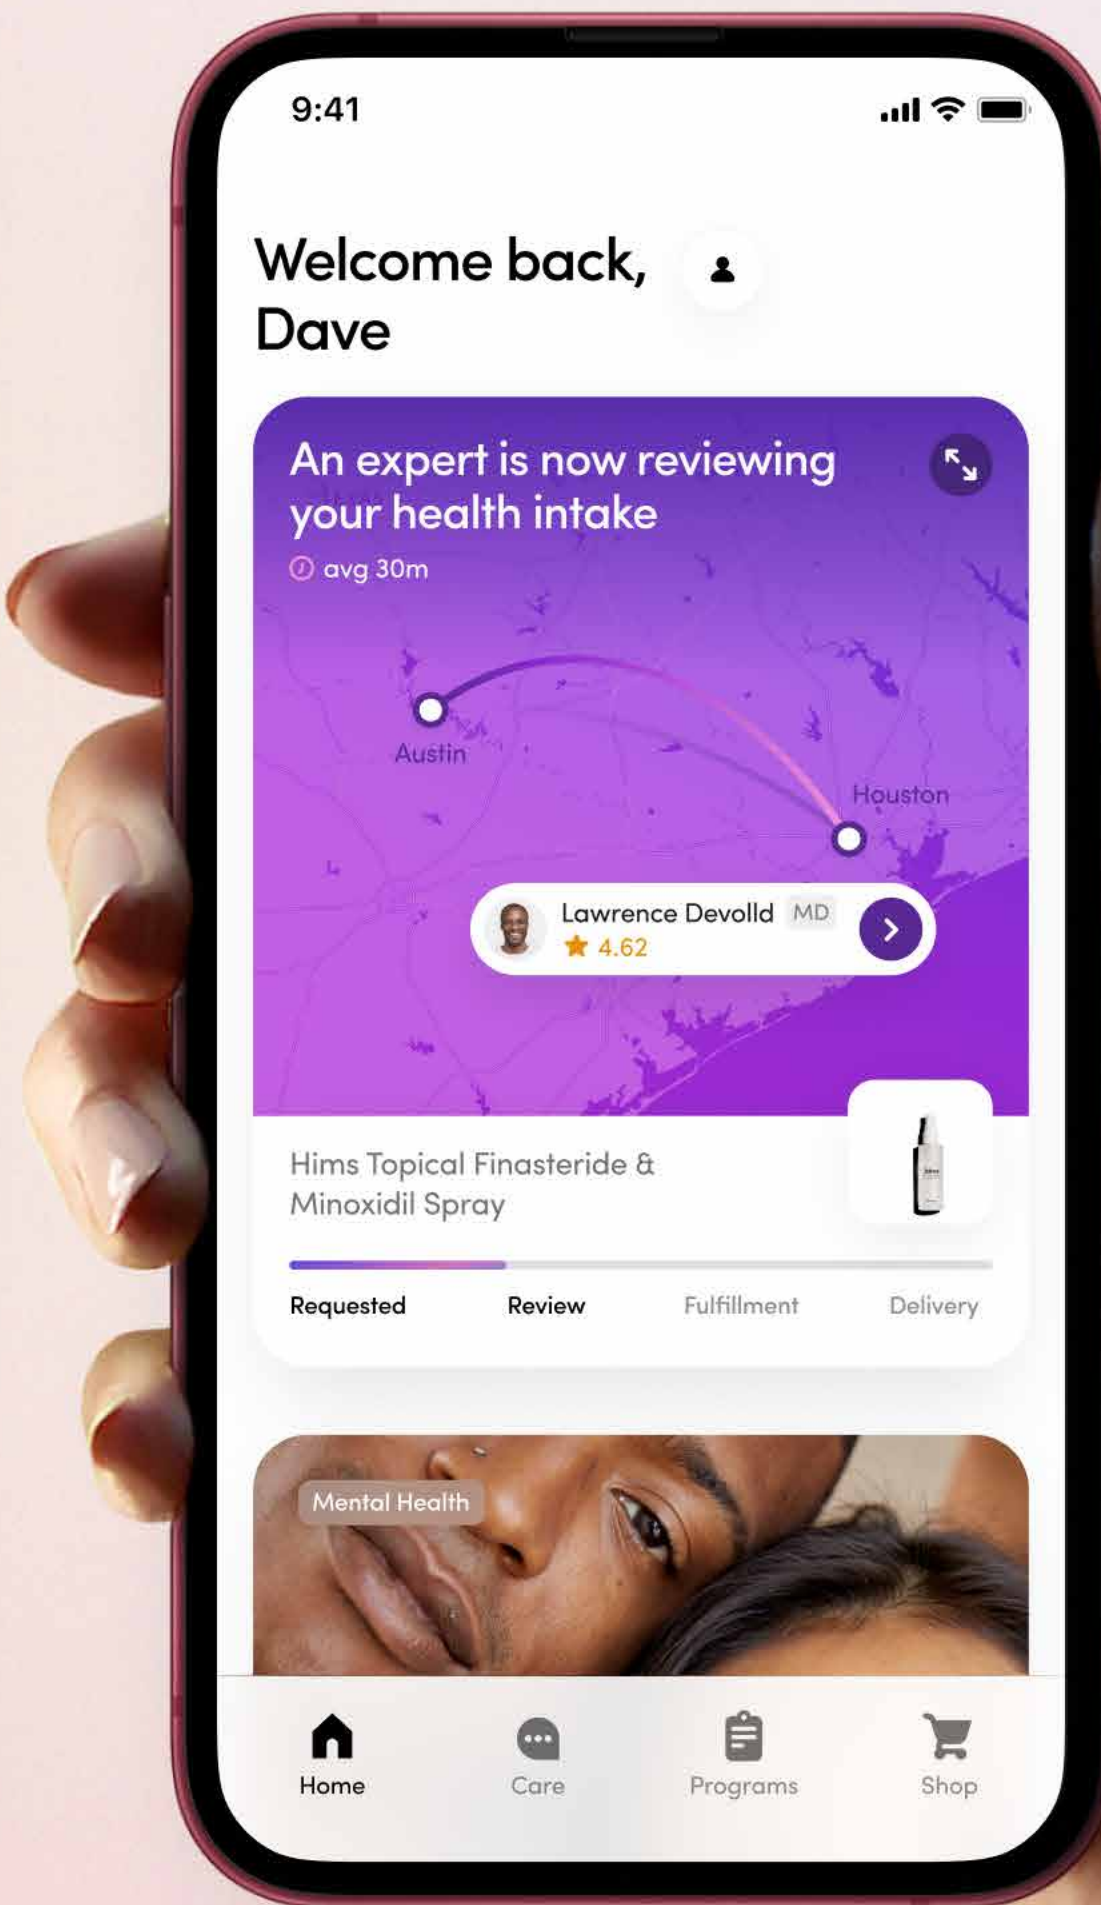 9:41
Welcome back,
Dave
An expert is now reviewing
your health intake
avg 30m
Austin
Houston
Lawrence Devolld MD
4.62
Hims Topical Finasteride &
Minoxidil Spray
Requested Review Fulfillment Delivery
Mental Health
Home Care Programs Shop